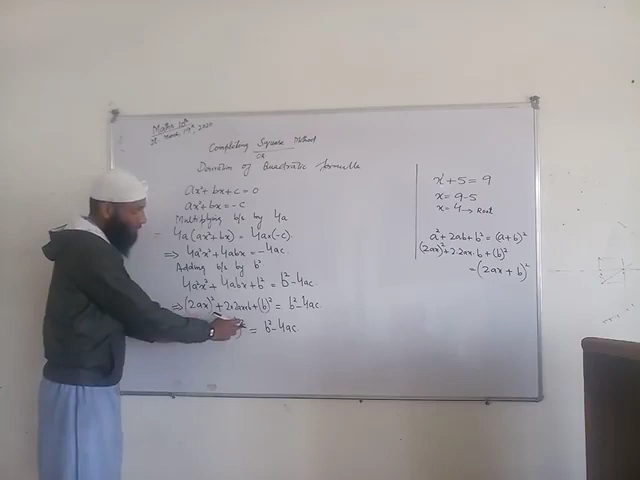 Maths 10th
March 19th, 2020
Completing Square Method
OR
Derivation of Quadratic formula
ax²+bx+c=0
ax²+bx=-c
Multiplying b/s by 4a
= 4a(ax²+bx)=4a×(-c).
⇒ 4a²x²+4abx=-4ac.
Adding b/s by b²
4a²x²+4abx+b²=b²-4ac.
⇒(2ax)²+2×2ax×b+(b)²=b²-4ac.
=b²-4ac.
x+5=9
x=9-5
x=4→Root
a²+2ab+b²=(a+b)²
(2ax)²+2.2ax.b+(b)²
=(2ax+b)²